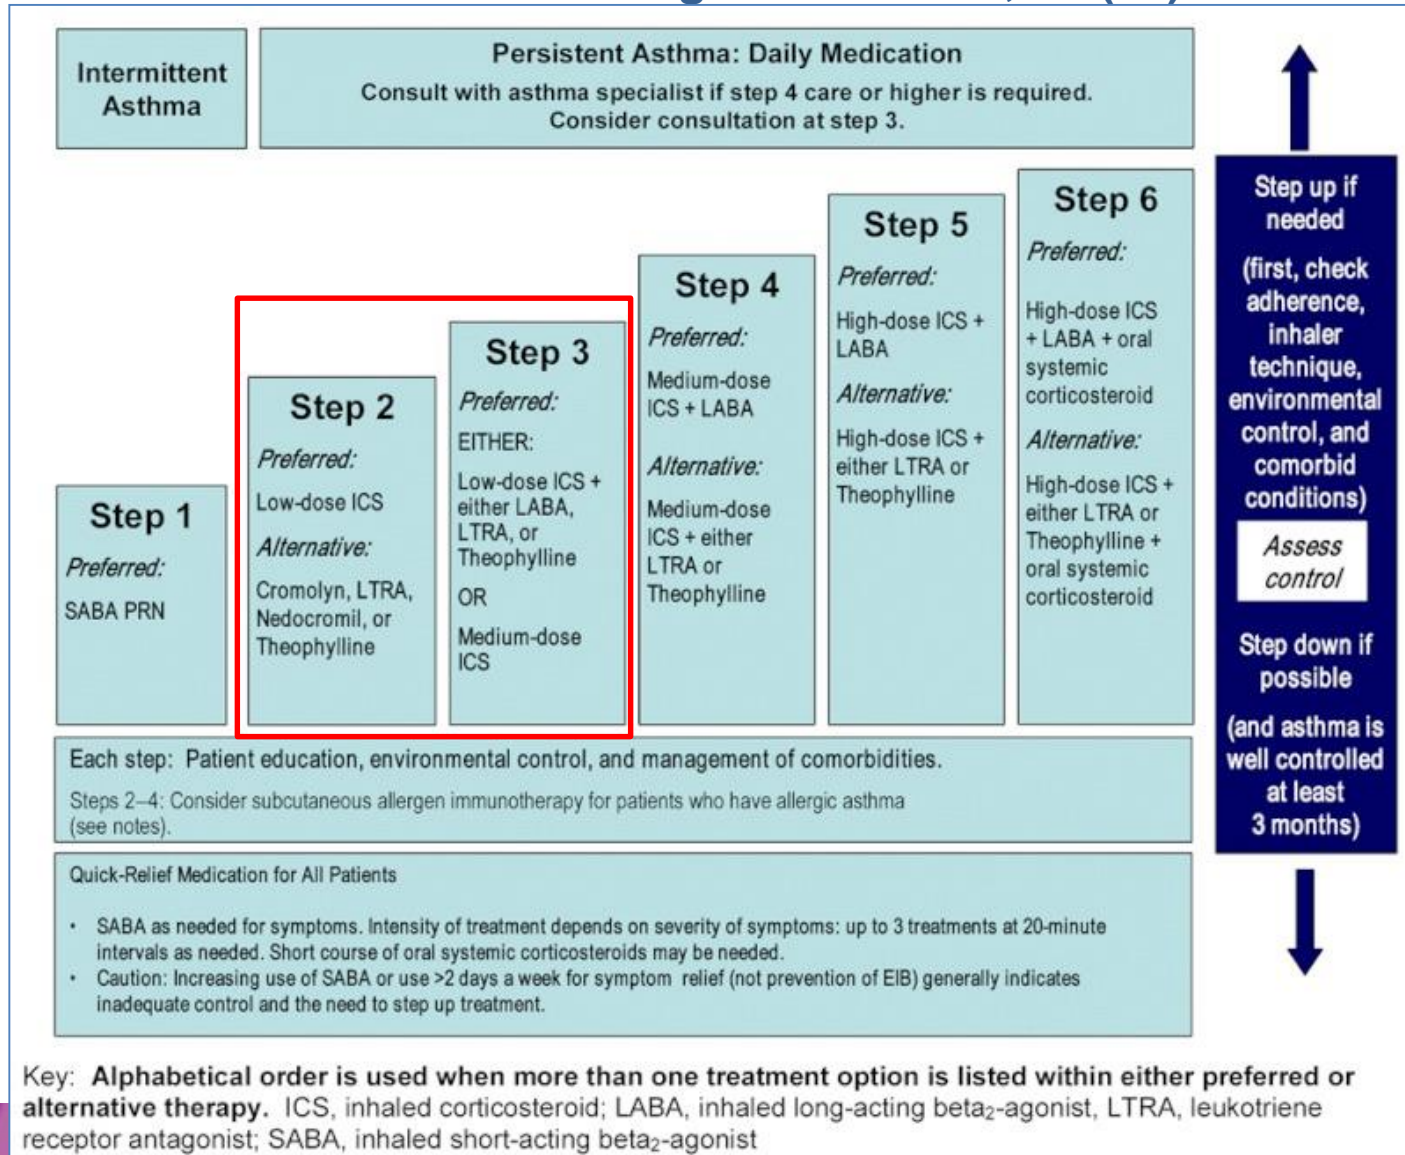 Intermittent
Asthma
Persistent Asthma: Daily Medication
Consult with asthma specialist if step 4 care or higher is required.
Consider consultation at step 3.
Step 1
Preferred:
SABA PRN
Step 2
Preferred:
Low-dose ICS
Alternative:
Cromolyn, LTRA,
Nedocromil, or
Theophylline
Step 3
Preferred:
EITHER:
Low-dose ICS +
either LABA,
LTRA, or
Theophylline
OR
Medium-dose
ICS
Step 4
Preferred:
Medium-dose
ICS + LABA
Alternative:
Medium-dose
ICS + either
LTRA or
Theophylline
Step 5
Preferred:
High-dose ICS +
LABA
Alternative:
High-dose ICS +
either LTRA or
Theophylline
Step 6
Preferred:
High-dose ICS
+ LABA + oral
systemic
corticosteroid
Alternative:
High-dose ICS +
either LTRA or
Theophylline +
oral systemic
corticosteroid
Step up if
needed
(first, check
adherence,
inhaler
technique,
environmental
control, and
comorbid
conditions)
Assess
control
Step down if
possible
(and asthma is
well controlled
at least
3 months)
Each step: Patient education, environmental control, and management of comorbidities.
Steps 2–4: Consider subcutaneous allergen immunotherapy for patients who have allergic asthma
(see notes).
Quick-Relief Medication for All Patients
• SABA as needed for symptoms. Intensity of treatment depends on severity of symptoms: up to 3 treatments at 20-minute
intervals as needed. Short course of oral systemic corticosteroids may be needed.
• Caution: Increasing use of SABA or use >2 days a week for symptom relief (not prevention of EIB) generally indicates
inadequate control and the need to step up treatment.
Key: Alphabetical order is used when more than one treatment option is listed within either preferred or
alternative therapy. ICS, inhaled corticosteroid; LABA, inhaled long-acting beta₂-agonist, LTRA, leukotriene
receptor antagonist; SABA, inhaled short-acting beta₂-agonist